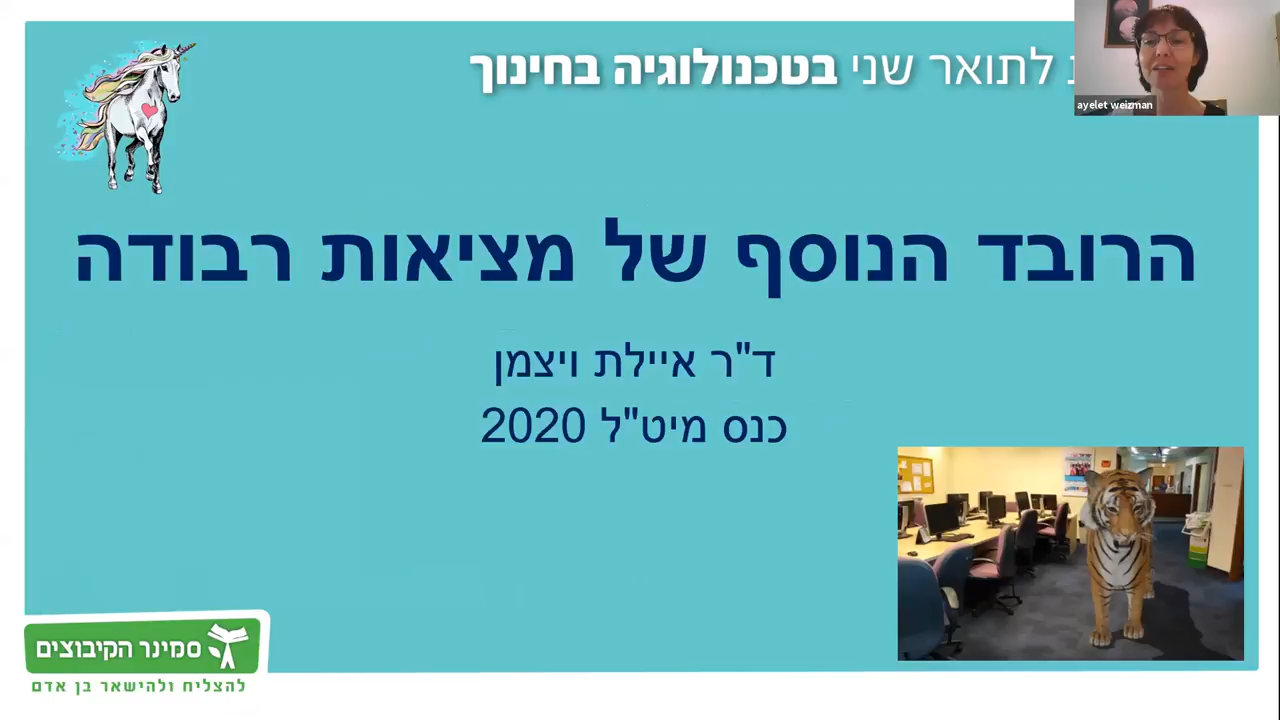 לתואר שני בטכנולוגיה בחינוך
ayelet weizman
הרובד הנוסף של מציאות רבודה
ד"ר איילת ויצמן
כנס מיט"ל 2020
סמינר הקיבוצים
להצליח ולהישאר בן אדם